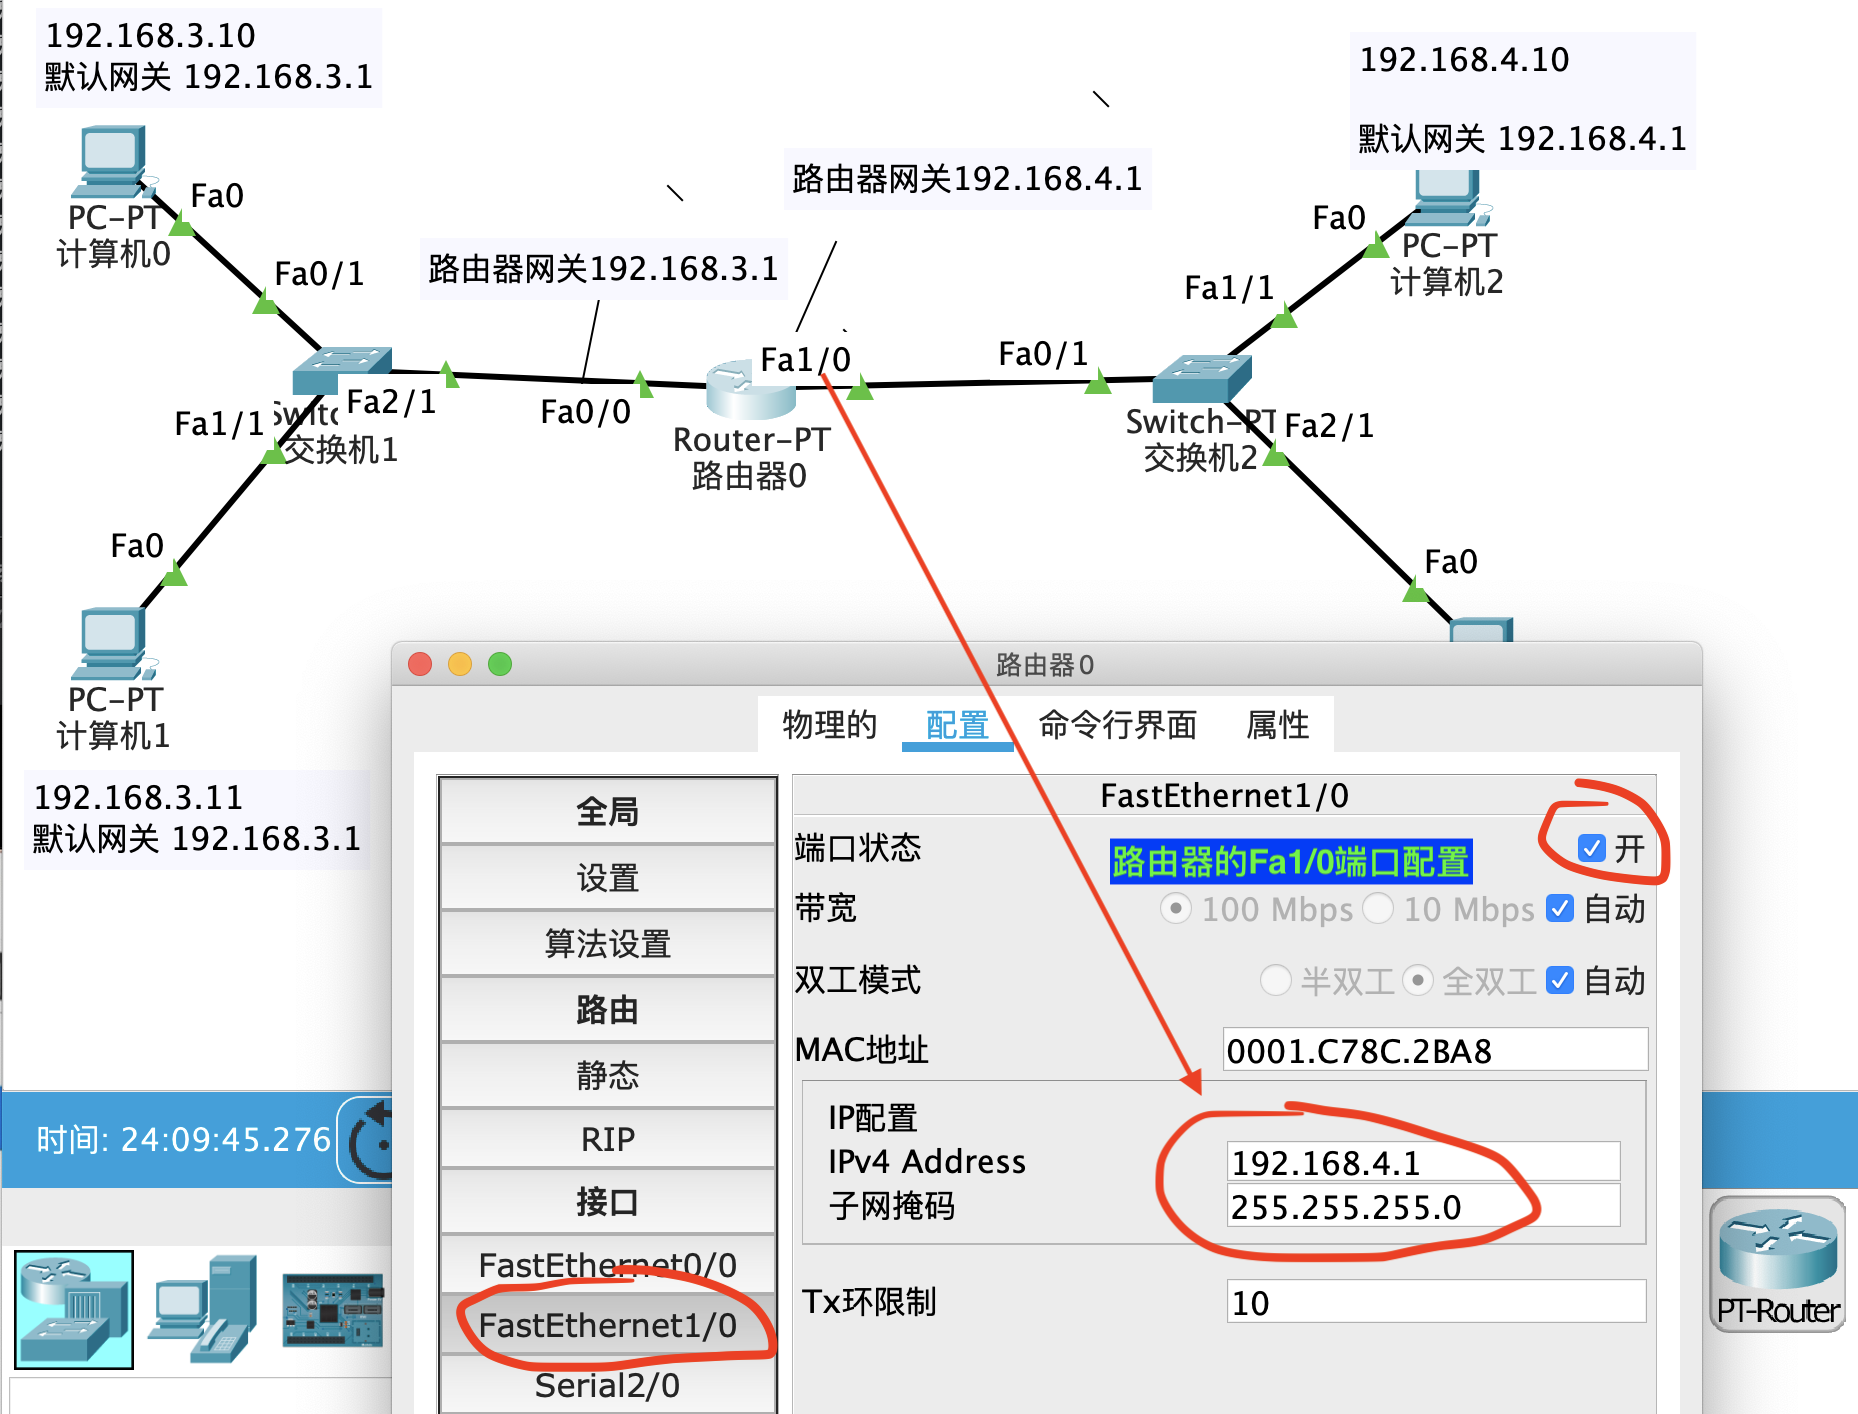 192.168.3.10
默认网关 192.168.3.1
192.168.4.10
默认网关 192.168.4.1
路由器网关192.168.4.1
路由器网关192.168.3.1
Fa0
PC-PT
计算机0
Fa0/1
Fa0
PC-PT
计算机2
Fa1/1
Fa1/0
Fa0/1
Fa2/1
Fa0/0
Fa1/1
交换机1
Router-PT
路由器0
Switch-PT
交换机2
Fa2/1
Fa0
Fa0
PC-PT
计算机1
192.168.3.11
默认网关 192.168.3.1
路由器0
物理的
配置
命令行界面
属性
全局
设置
算法设置
路由
静态
RIP
接口
FastEthernet0/0
FastEthernet1/0
Serial2/0
FastEthernet1/0
端口状态
路由器的Fa1/0端口配置
开
带宽
100 Mbps
10 Mbps
自动
双工模式
半双工
全双工
自动
MAC地址
0001.C78C.2BA8
IP配置
IPv4 Address
192.168.4.1
子网掩码
255.255.255.0
Tx环限制
10
时间: 24:09:45.276
PT-Router